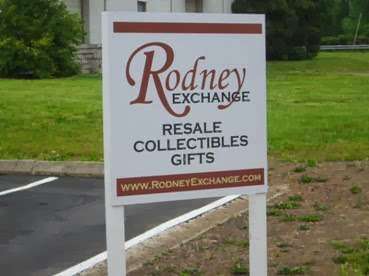 Rodney
EXCHANGE
RESALE
COLLECTIBLES
GIFTS
WWW.RODNEYEXCHANGE.COM